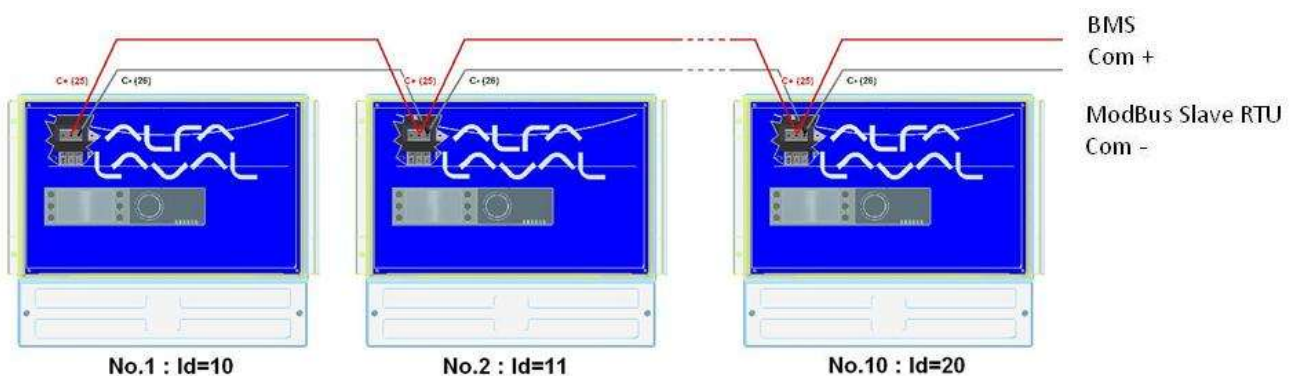 BMS
Com +
C+ (25)
C- (26)
C+ (25)
C- (26)
C+ (25)
C- (26)
ModBus Slave RTU
Com -
ALFA
LAVAL
ALFA
LAVAL
ALFA
LAVAL
No.1 : Id=10
No.2 : Id=11
No.10 : Id=20